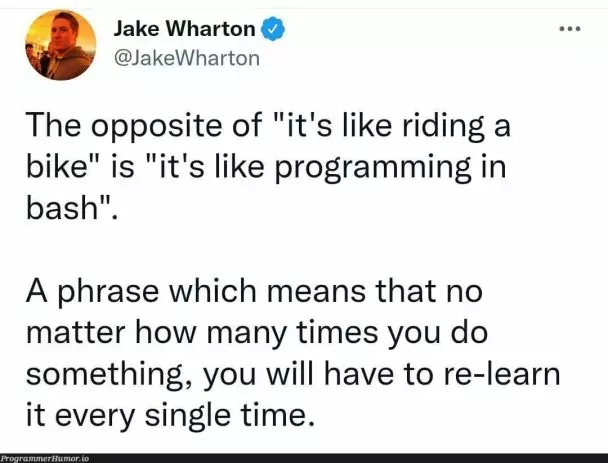 Jake Wharton
@JakeWharton
The opposite of "it's like riding a
bike" is "it's like programming in
bash".
A phrase which means that no
matter how many times you do
something, you will have to re-learn
it every single time.
ProgrammerHumor.io